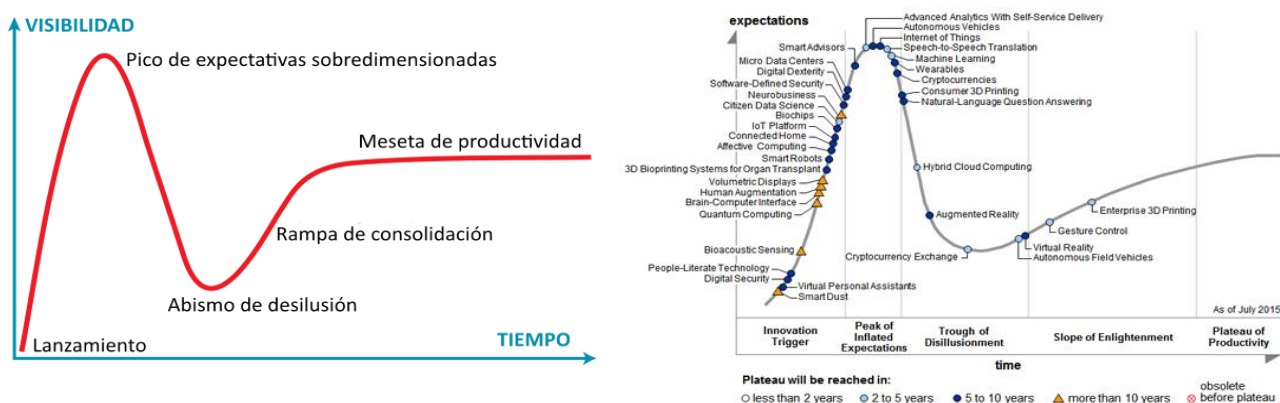 VISIBILIDAD
Pico de expectativas sobredimensionadas
Meseta de productividad
Rampa de consolidación
Abismo de desilusión
Lanzamiento
TIEMPO
expectations
Advanced Analytics With Self-Service Delivery
Autonomous Vehicles
Internet of Things
Smart Advisors
Speech-to-Speech Translation
Machine Learning
Micro Data Centers
Wearables
Digital Dexterity
Cryptocurrencies
Software-Defined Security
Consumer 3D Printing
Neurobusiness
Natural-Language Question Answering
Citizen Data Science
Biochips
IoT Platform
Connected Home
Affective Computing
Smart Robots
3D Bioprinting Systems for Organ Transplant
Hybrid Cloud Computing
Volumetric Displays
Human Augmentation
Brain-Computer Interface
Quantum Computing
Augmented Reality
Enterprise 3D Printing
Gesture Control
Bioacoustic Sensing
Cryptocurrency Exchange
Virtual Reality
Autonomous Field Vehicles
People-Literate Technology
Digital Security
Virtual Personal Assistants
Smart Dust
As of July 2015
Innovation
Trigger
Peak of
Inflated
Expectations
Trough of
Disillusionment
Slope of Enlightenment
Plateau of
Productivity
time
Plateau will be reached in:
less than 2 years
2 to 5 years
5 to 10 years
more than 10 years
obsolete
before plateau